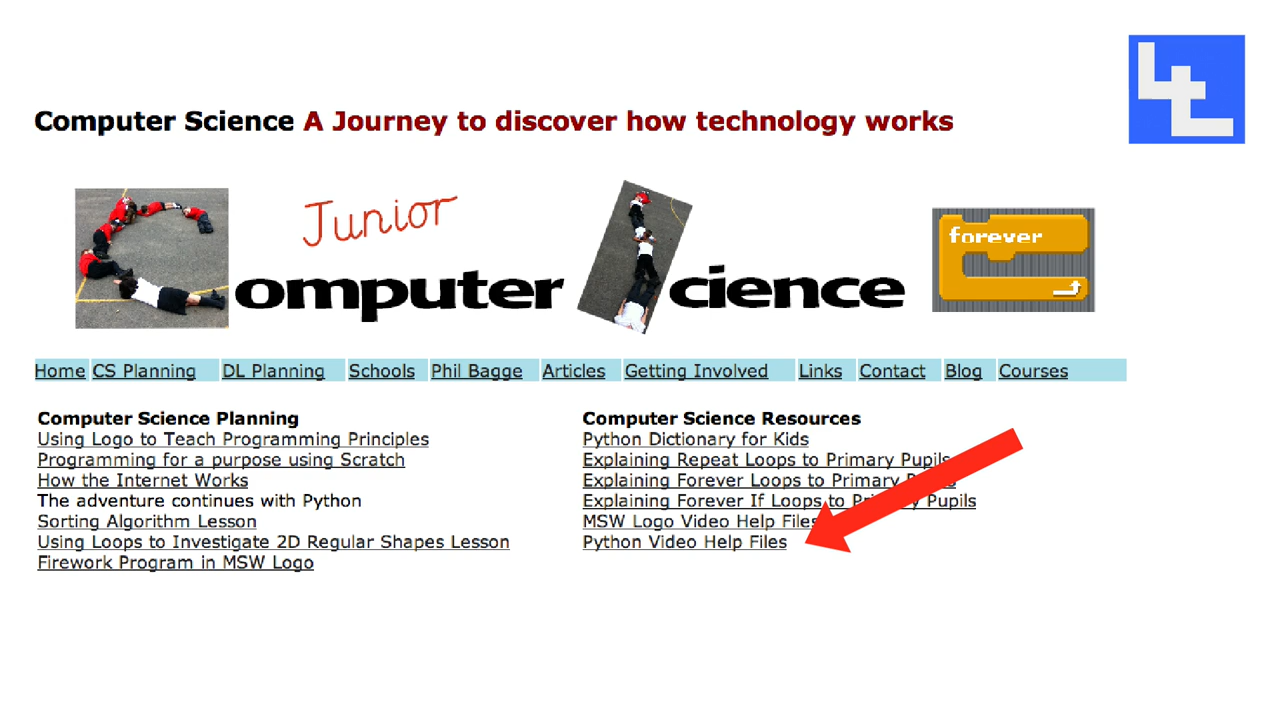 Computer Science A Journey to discover how technology works
Junior
omputer cience
forever
Home CS Planning DL Planning Schools Phil Bagge Articles Getting Involved Links Contact Blog Courses
Computer Science Planning
Using Logo to Teach Programming Principles
Programming for a purpose using Scratch
How the Internet Works
The adventure continues with Python
Sorting Algorithm Lesson
Using Loops to Investigate 2D Regular Shapes Lesson
Firework Program in MSW Logo
Computer Science Resources
Python Dictionary for Kids
Explaining Repeat Loops to Primary Pupils
Explaining Forever Loops to Primary Pupils
Explaining Forever If Loops to Primary Pupils
MSW Logo Video Help Files
Python Video Help Files